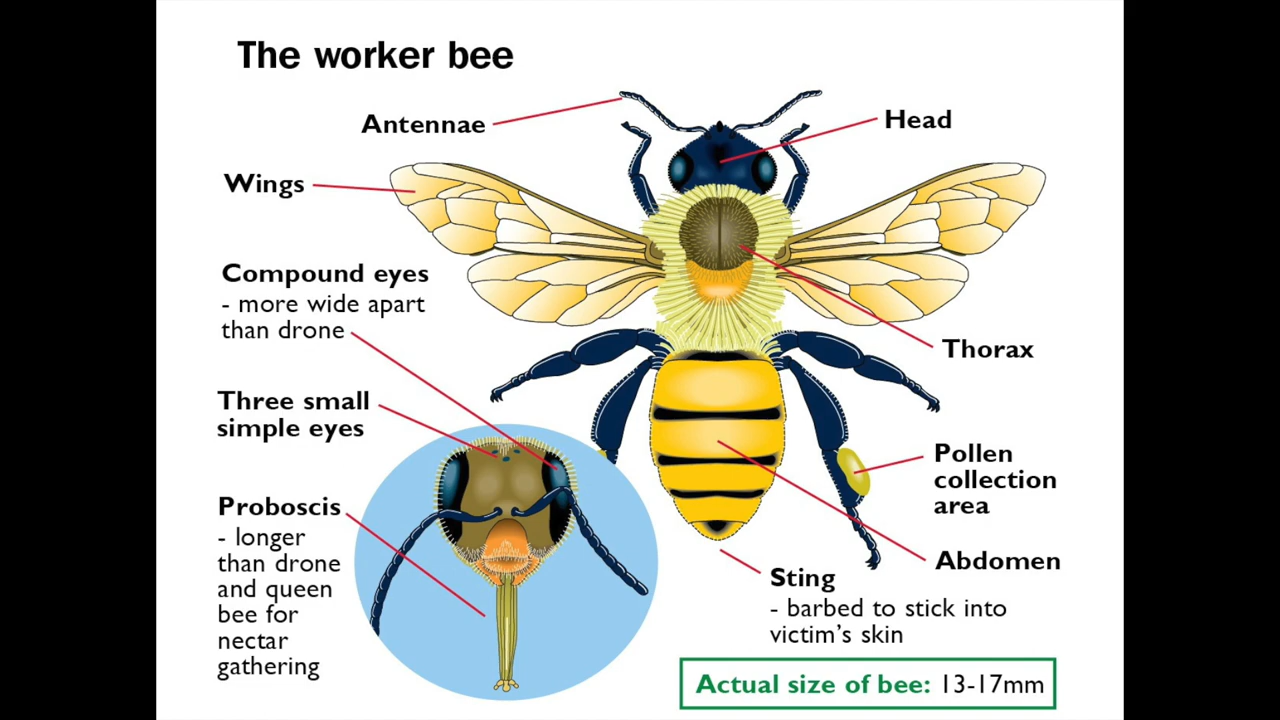 The worker bee
Antennae
Head
Wings
Compound eyes
- more wide apart
than drone
Thorax
Three small
simple eyes
Pollen
collection
area
Proboscis
- longer
than drone
and queen
bee for
nectar
gathering
Abdomen
Sting
- barbed to stick into
victim's skin
Actual size of bee: 13-17mm